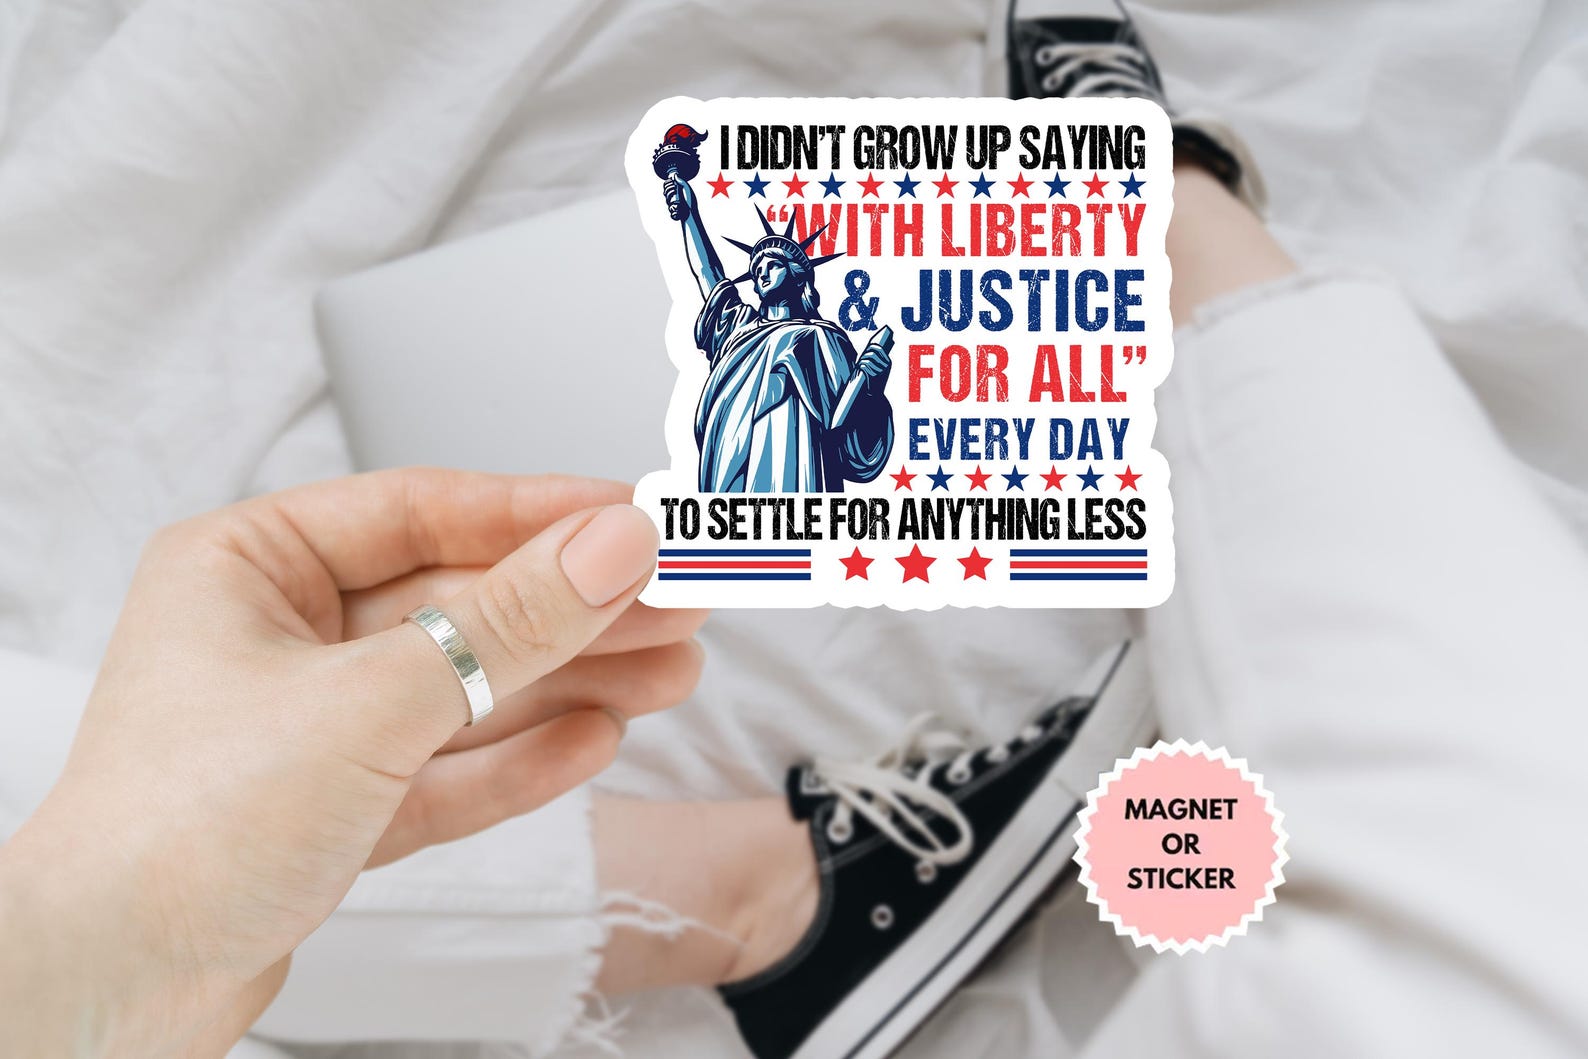 I DIDN'T GROW UP SAYING
“WITH LIBERTY
& JUSTICE
FOR ALL”
EVERY DAY
TO SETTLE FOR ANYTHING LESS
MAGNET
OR
STICKER